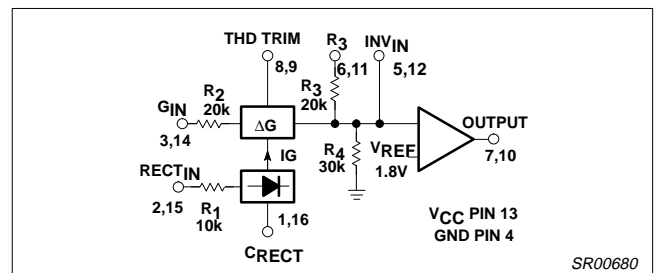 THD TRIM
8,9
R3
6,11
INVIN
5,12
R2
20k
R3
20k
GIN
3,14
ΔG
OUTPUT
7,10
IG
R4
30k
VREF
1.8V
RECTIN
2,15
R1
10k
1,16
CRECT
VCC PIN 13
GND PIN 4
SR00680